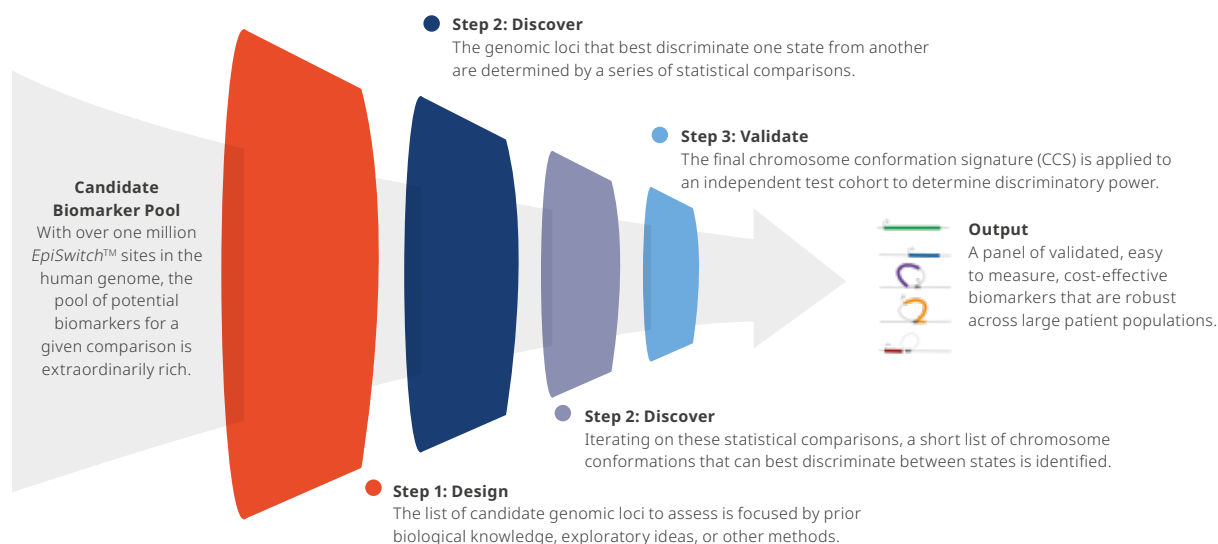 Step 2: Discover
The genomic loci that best discriminate one state from another
are determined by a series of statistical comparisons.
Step 3: Validate
The final chromosome conformation signature (CCS) is applied to
an independent test cohort to determine discriminatory power.
Candidate
Biomarker Pool
With over one million
EpiSwitch™ sites in the
human genome, the
pool of potential
biomarkers for a
given comparison is
extraordinarily rich.
Output
A panel of validated, easy
to measure, cost-effective
biomarkers that are robust
across large patient populations.
Step 2: Discover
Iterating on these statistical comparisons, a short list of chromosome
conformations that can best discriminate between states is identified.
Step 1: Design
The list of candidate genomic loci to assess is focused by prior
biological knowledge, exploratory ideas, or other methods.